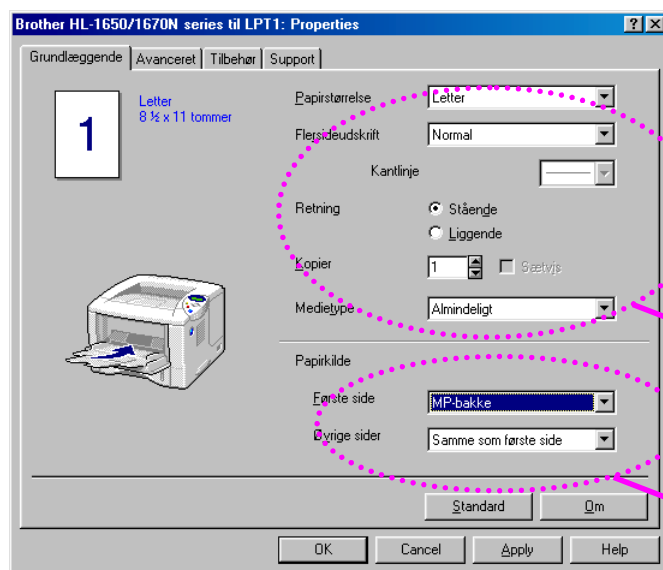 Brother HL-1650/1670N series til LPT1: Properties
Grundlæggende Avanceret Tilbehør Support
1
Letter
8 ½ x 11 tommer
Papirstørrelse Letter
Flersideudskrift Normal
Kantlinje
Retning Stående
Liggende
Kopier 1 Sætvis
Medietype Almindeligt
Papirkilde
Første side MP-bakke
Øvrige sider Samme som første side
Standard Om
OK Cancel Apply Help